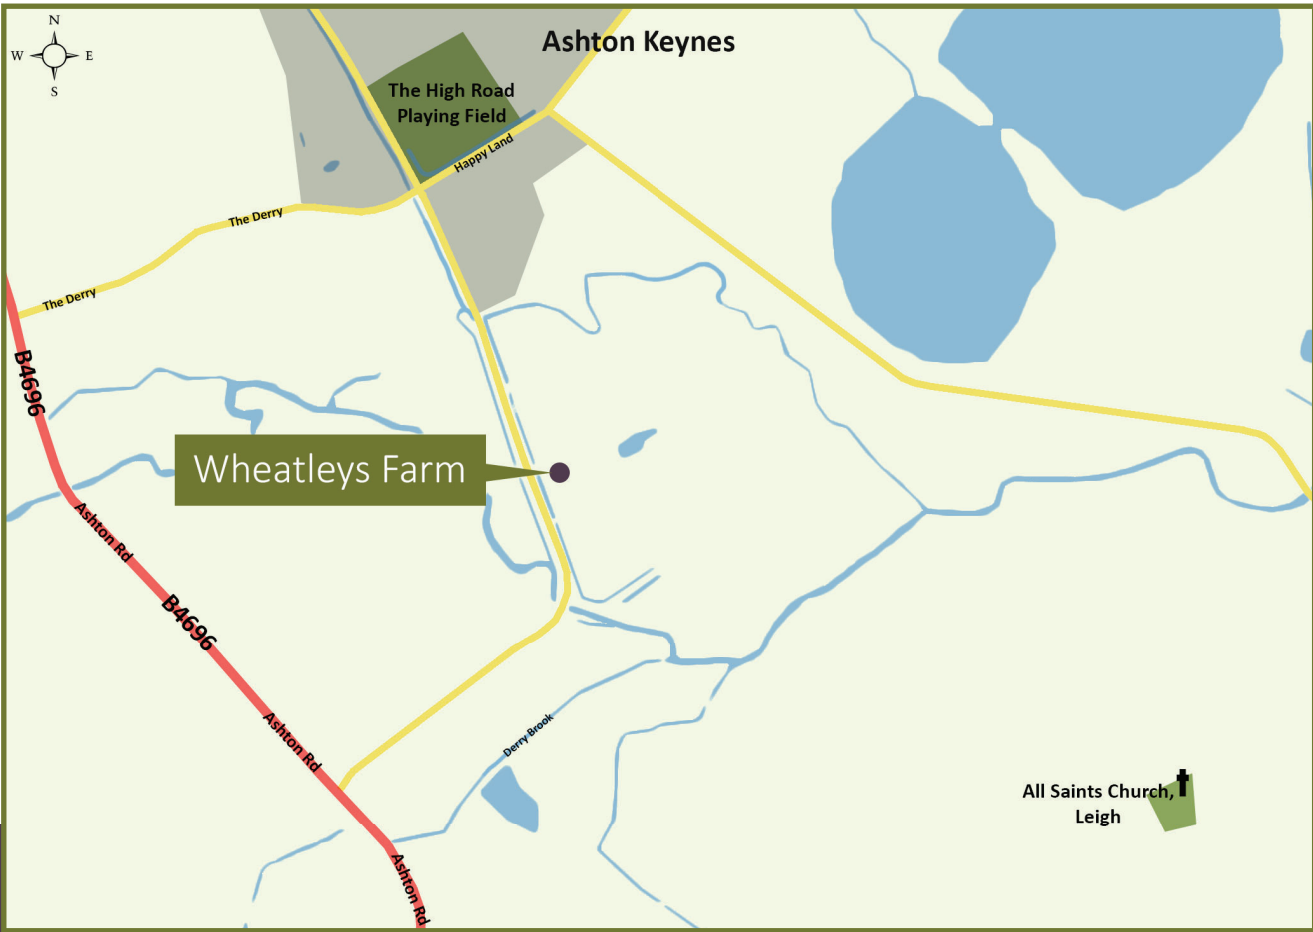 N
W E
S
Ashton Keynes
The High Road
Playing Field
Happy Land
The Derry
The Derry
B4696
Wheatleys Farm
Ashton Rd
B4696
Ashton Rd
Derry Brook
All Saints Church,
Leigh
Ashton Rd